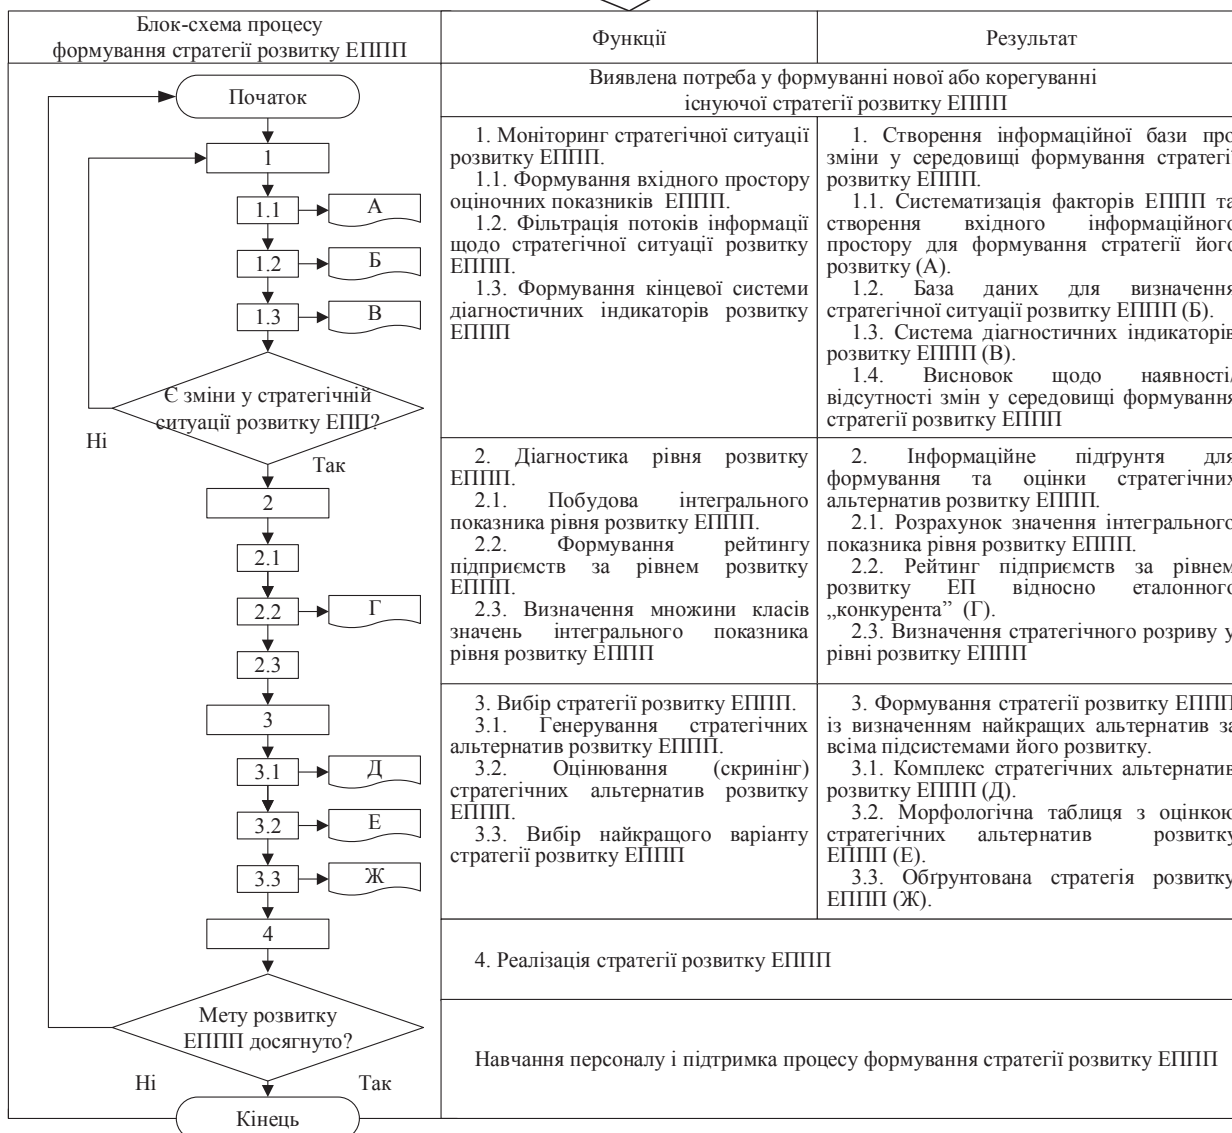 Блок-схема процесу
формування стратегії розвитку ЕППП
Функції
Результат
Виявлена потреба у формуванні нової або корегуванні
існуючої стратегії розвитку ЕППП
Початок
1
1.1
А
1.2
Б
1.3
В
Є зміни у стратегічній
ситуації розвитку ЕПП?
Ні
Так
2
2.1
2.2
Г
2.3
3
3.1
Д
3.2
Е
3.3
Ж
4
Мету розвитку
ЕППП досягнуто?
Ні
Так
Кінець
1. Моніторинг стратегічної ситуації
розвитку ЕППП.
1.1. Формування вхідного простору
оціночних показників ЕППП.
1.2. Фільтрація потоків інформації
щодо стратегічної ситуації розвитку
ЕППП.
1.3. Формування кінцевої системи
діагностичних індикаторів розвитку
ЕППП
1. Створення інформаційної бази про
зміни у середовищі формування стратегії
розвитку ЕППП.
1.1. Систематизація факторів ЕППП та
створення вхідного інформаційного
простору для формування стратегії його
розвитку (А).
1.2. База даних для визначення
стратегічної ситуації розвитку ЕППП (Б).
1.3. Система діагностичних індикаторів
розвитку ЕППП (В).
1.4. Висновок щодо наявності/
відсутності змін у середовищі формування
стратегії розвитку ЕППП
2. Діагностика рівня розвитку
ЕППП.
2.1. Побудова інтегрального
показника рівня розвитку ЕППП.
2.2. Формування рейтингу
підприємств за рівнем розвитку
ЕППП.
2.3. Визначення множини класів
значень інтегрального показника
рівня розвитку ЕППП
2. Інформаційне підґрунтя для
формування та оцінки стратегічних
альтернатив розвитку ЕППП.
2.1. Розрахунок значення інтегрального
показника рівня розвитку ЕППП.
2.2. Рейтинг підприємств за рівнем
розвитку ЕП відносно еталонного
„конкурента” (Г).
2.3. Визначення стратегічного розриву у
рівні розвитку ЕППП
3. Вибір стратегії розвитку ЕППП.
3.1. Генерування стратегічних
альтернатив розвитку ЕППП.
3.2. Оцінювання (скринінг)
стратегічних альтернатив розвитку
ЕППП.
3.3. Вибір найкращого варіанту
стратегії розвитку ЕППП
3. Формування стратегії розвитку ЕППП
із визначенням найкращих альтернатив за
всіма підсистемами його розвитку.
3.1. Комплекс стратегічних альтернатив
розвитку ЕППП (Д).
3.2. Морфологічна таблиця з оцінкою
стратегічних альтернатив розвитку
ЕППП (Е).
3.3. Обґрунтована стратегія розвитку
ЕППП (Ж).
4. Реалізація стратегії розвитку ЕППП
Навчання персоналу і підтримка процесу формування стратегії розвитку ЕППП